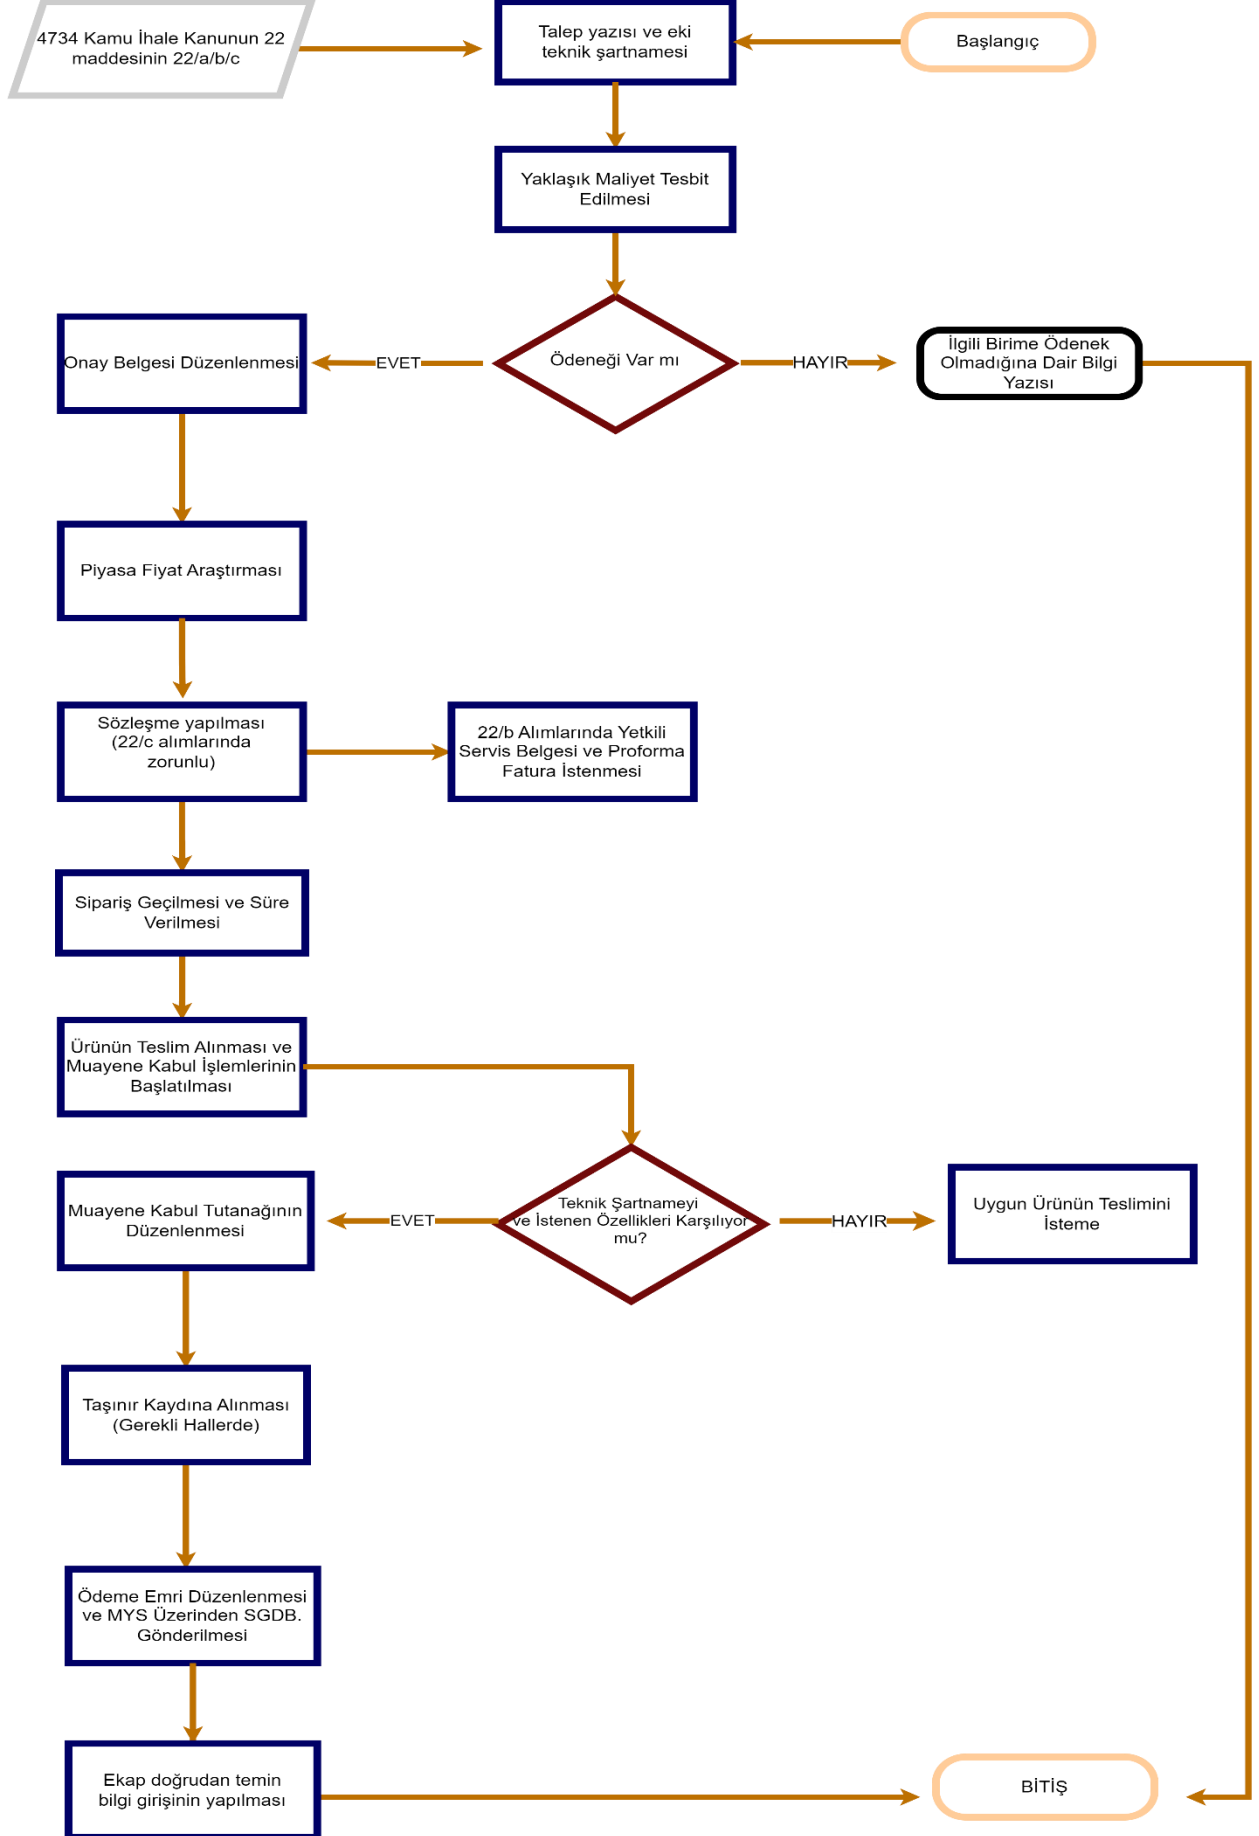 4734 Kamu İhale Kanunun 22
maddesinin 22/a/b/c
Talep yazısı ve eki
teknik şartnamesi
Başlangıç
Yaklaşık Maliyet Tesbit
Edilmesi
Onay Belgesi Düzenlenmesi
EVET
Ödeneği Var mı
HAYIR
İlgili Birime Ödenek
Olmadığına Dair Bilgi
Yazısı
Piyasa Fiyat Araştırması
Sözleşme yapılması
(22/c alımlarında
zorunlu)
22/b Alımlarında Yetkili
Servis Belgesi ve Proforma
Fatura İstenmesi
Sipariş Geçilmesi ve Süre
Verilmesi
Ürünün Teslim Alınması ve
Muayene Kabul İşlemlerinin
Başlatılması
Muayene Kabul Tutanağının
Düzenlenmesi
EVET
Teknik Şartnameyi
ve İstenen Özellikleri Karşılıyor
mu?
HAYIR
Uygun Ürünün Teslimini
İsteme
Taşınır Kaydına Alınması
(Gerekli Hallerde)
Ödeme Emri Düzenlenmesi
ve MYS Üzerinden SGDB.
Gönderilmesi
Ekap doğrudan temin
bilgi girişinin yapılması
BİTİŞ